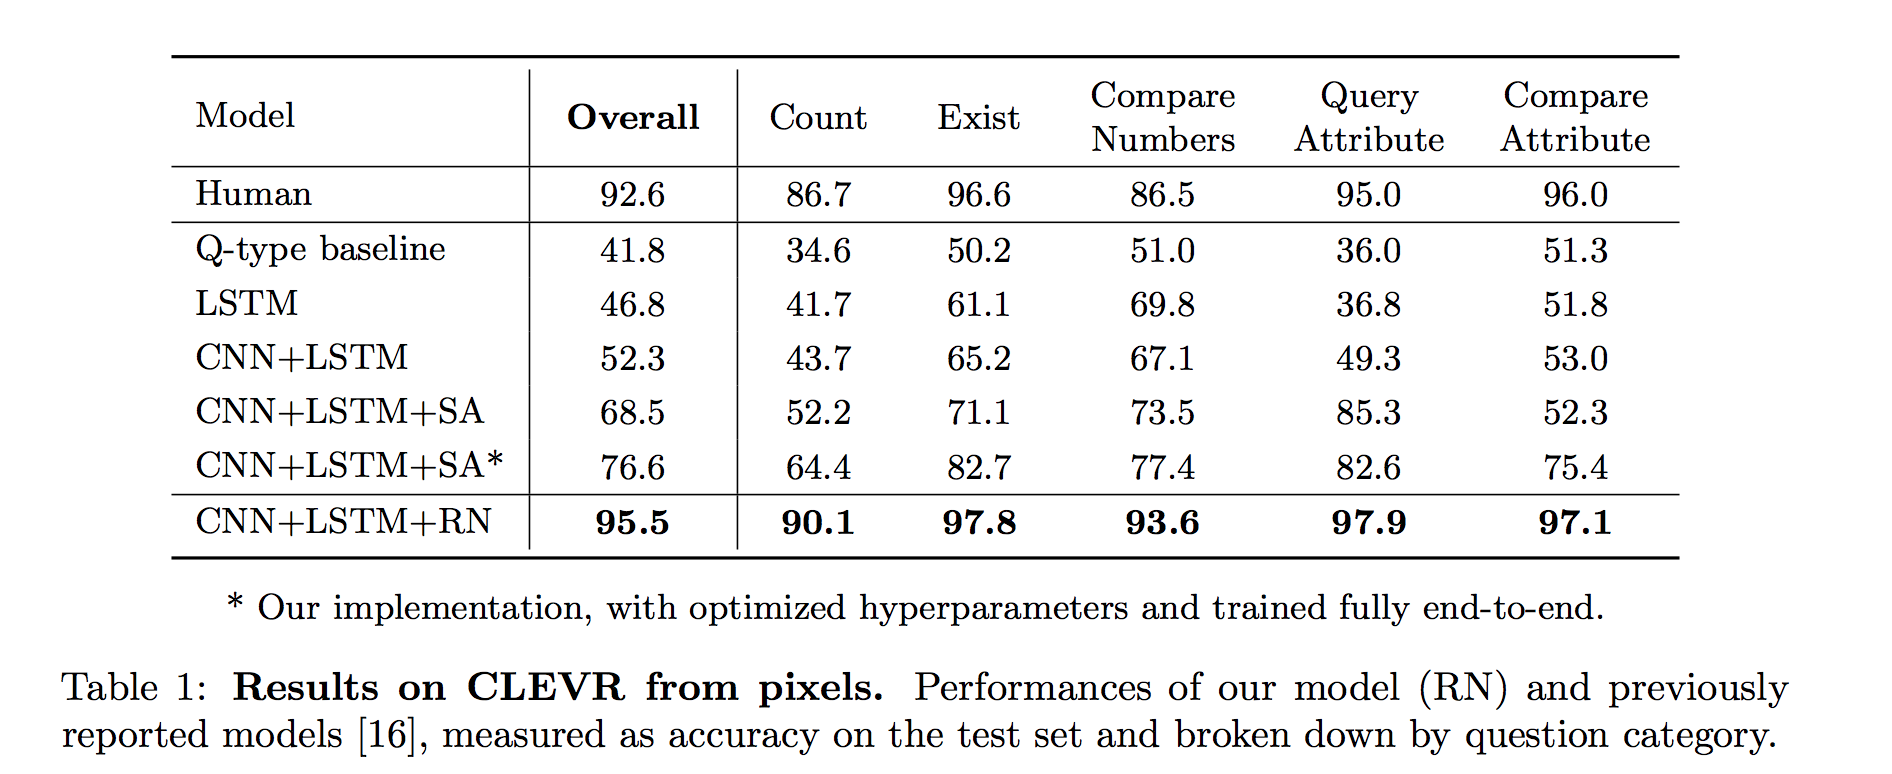 Model Overall Count Exist Compare Numbers Query Attribute Compare Attribute
Human 92.6 86.7 96.6 86.5 95.0 96.0
Q-type baseline 41.8 34.6 50.2 51.0 36.0 51.3
LSTM 46.8 41.7 61.1 69.8 36.8 51.8
CNN+LSTM 52.3 43.7 65.2 67.1 49.3 53.0
CNN+LSTM+SA 68.5 52.2 71.1 73.5 85.3 52.3
CNN+LSTM+SA* 76.6 64.4 82.7 77.4 82.6 75.4
CNN+LSTM+RN 95.5 90.1 97.8 93.6 97.9 97.1
* Our implementation, with optimized hyperparameters and trained fully end-to-end.
Table 1: Results on CLEVR from pixels. Performances of our model (RN) and previously
reported models [16], measured as accuracy on the test set and broken down by question category.